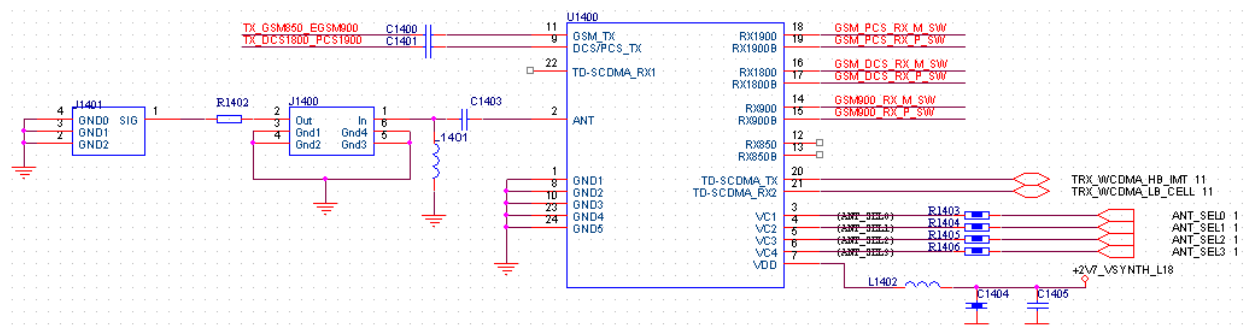 U1400
TX_GSM850_EGSM900 C1400 11 GSM_TX RX1900 18 GSM_PCS_RX_M_SW
TX_DCS1800_PCS1900 C1401 9 DCS/PCS_TX RX1900B 19 GSM_PCS_RX_P_SW
22 TD-SCDMA_RX1 RX1800 16 GSM_DCS_RX_M_SW
RX1800B 17 GSM_DCS_RX_P_SW
J1401 R1402 J1400 C1403 RX900 14 GSM900_RX_M_SW
4 GND0 SIG 1 2 Out In 1 2 ANT RX900B 15 GSM900_RX_P_SW
3 GND1 3 Gnd1 Gnd4 6
2 GND2 4 Gnd2 Gnd3 5 L1401 RX850 12
RX850B 13
1 GND1 TD-SCDMA_TX 20 TRX_WCDMA_HB_IMT 11
8 GND2 TD-SCDMA_RX2 21 TRX_WCDMA_LB_CELL 11
10 GND3
23 GND4 VC1 3 (ANT_SEL0) R1403 ANT_SEL0 1
24 GND5 VC2 4 (ANT_SEL1) R1404 ANT_SEL1 1
VC3 5 (ANT_SEL2) R1405 ANT_SEL2 1
VC4 6 (ANT_SEL3) R1406 ANT_SEL3 1
VDD 7 +2V7_VSYNTH_L18
L1402 C1404 C1405